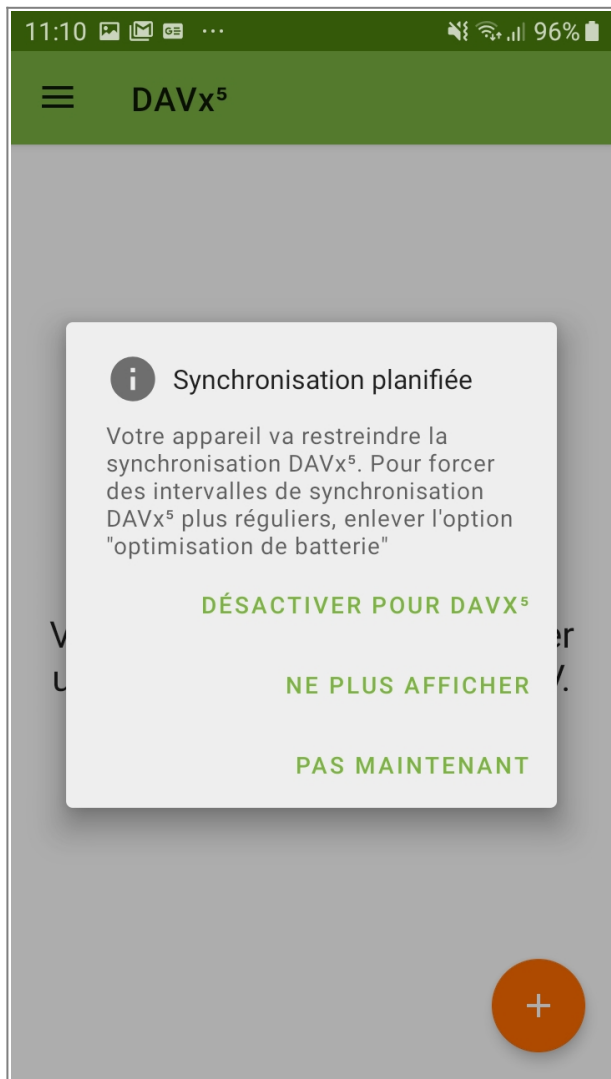 11:10 ... 96%
DAVx⁵
Synchronisation planifiée
Votre appareil va restreindre la
synchronisation DAVx⁵. Pour forcer
des intervalles de synchronisation
DAVx⁵ plus réguliers, enlever l'option
"optimisation de batterie"
DÉSACTIVER POUR DAVX⁵
NE PLUS AFFICHER
PAS MAINTENANT